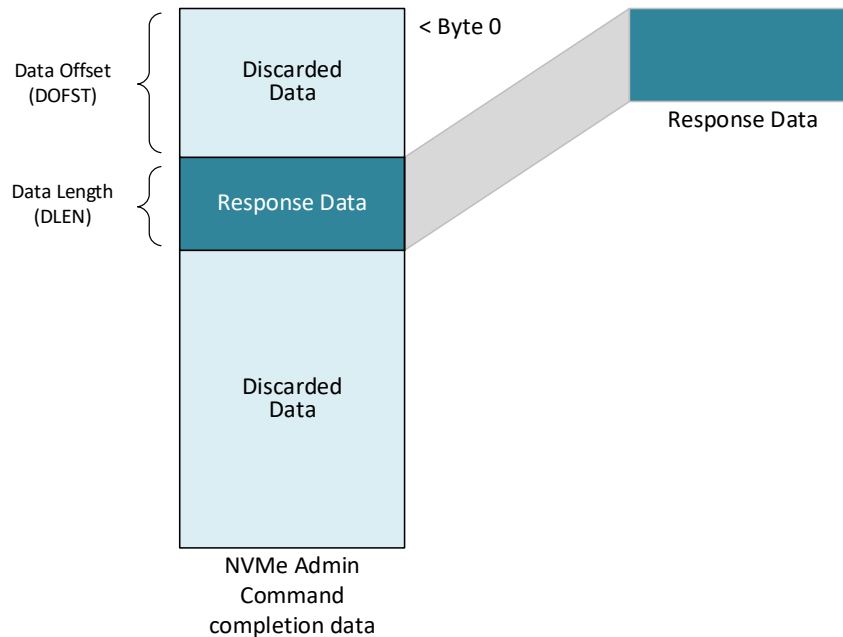 < Byte 0
Data Offset
(DOFST)
Discarded
Data
Response Data
Data Length
(DLEN)
Response Data
Discarded
Data
NVMe Admin
Command
completion data